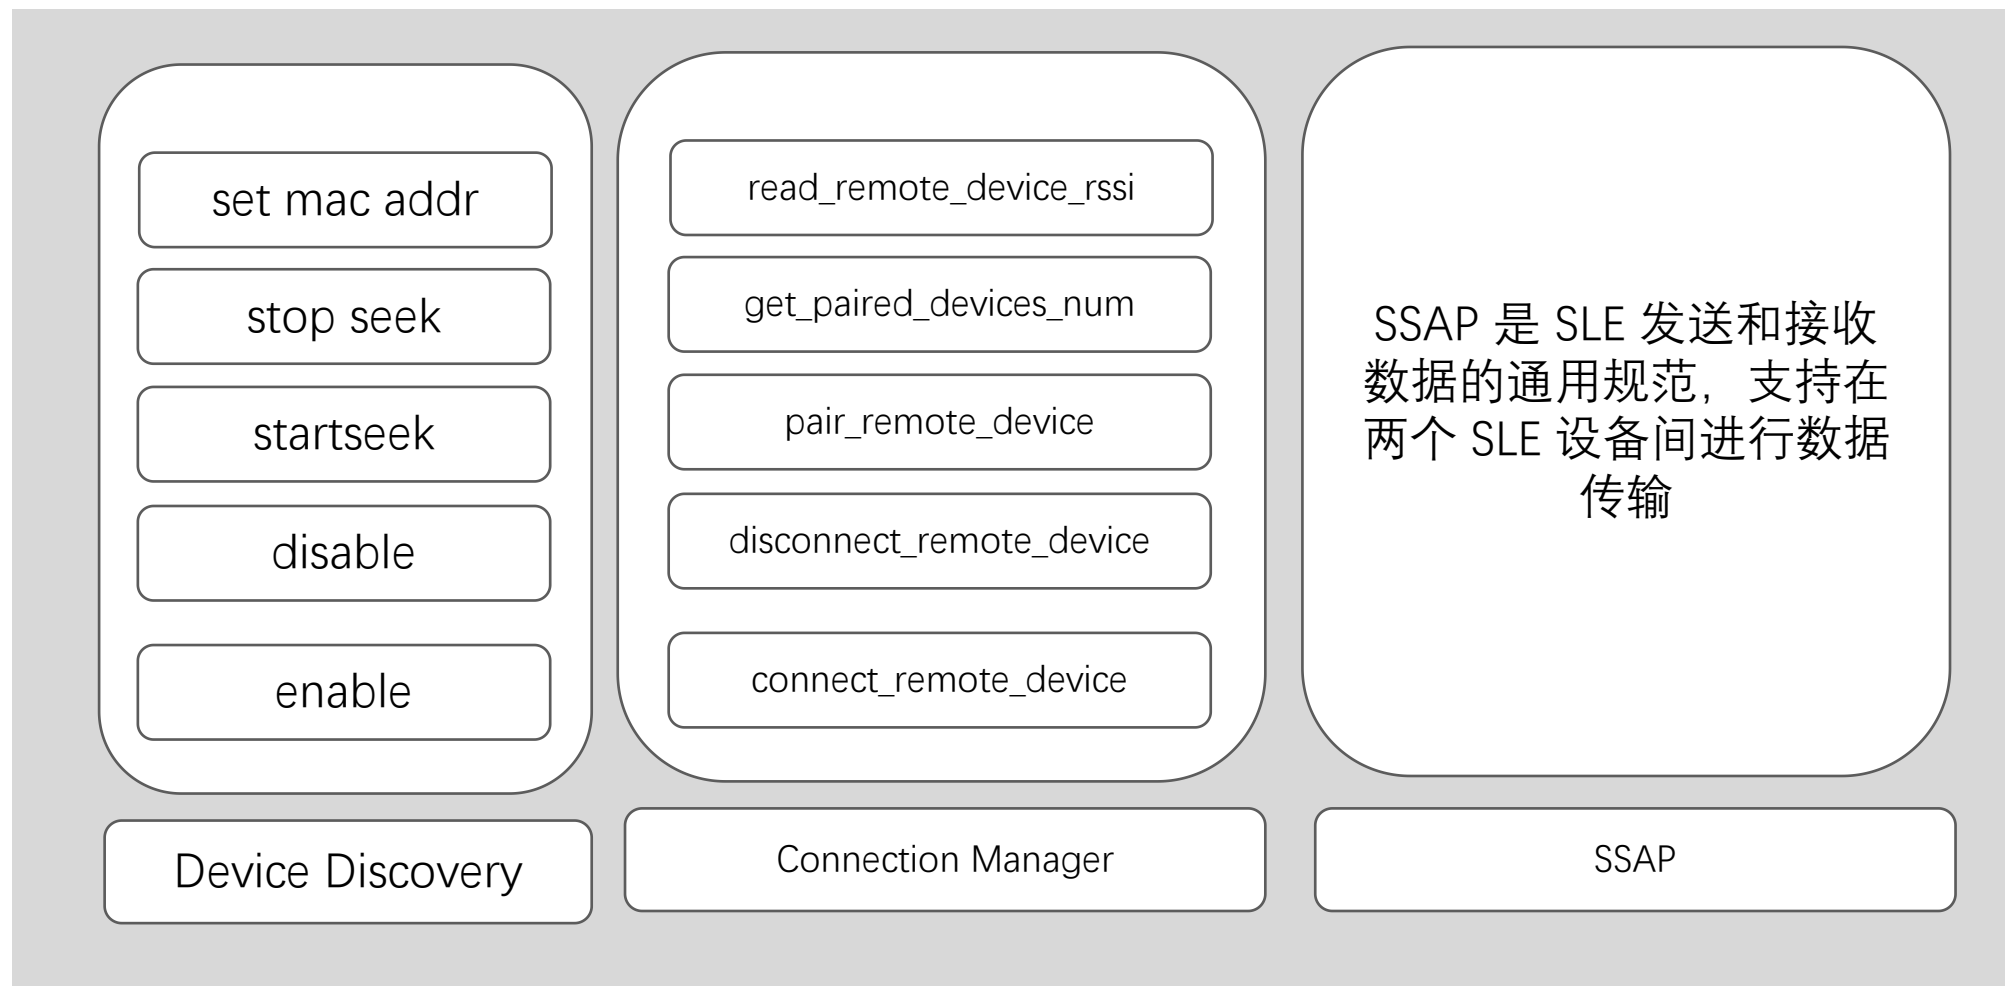 set mac addr
stop seek
startseek
disable
enable
Device Discovery
read_remote_device_rssi
get_paired_devices_num
pair_remote_device
disconnect_remote_device
connect_remote_device
Connection Manager
SSAP 是 SLE 发送和接收
数据的通用规范，支持在
两个 SLE 设备间进行数据
传输
SSAP